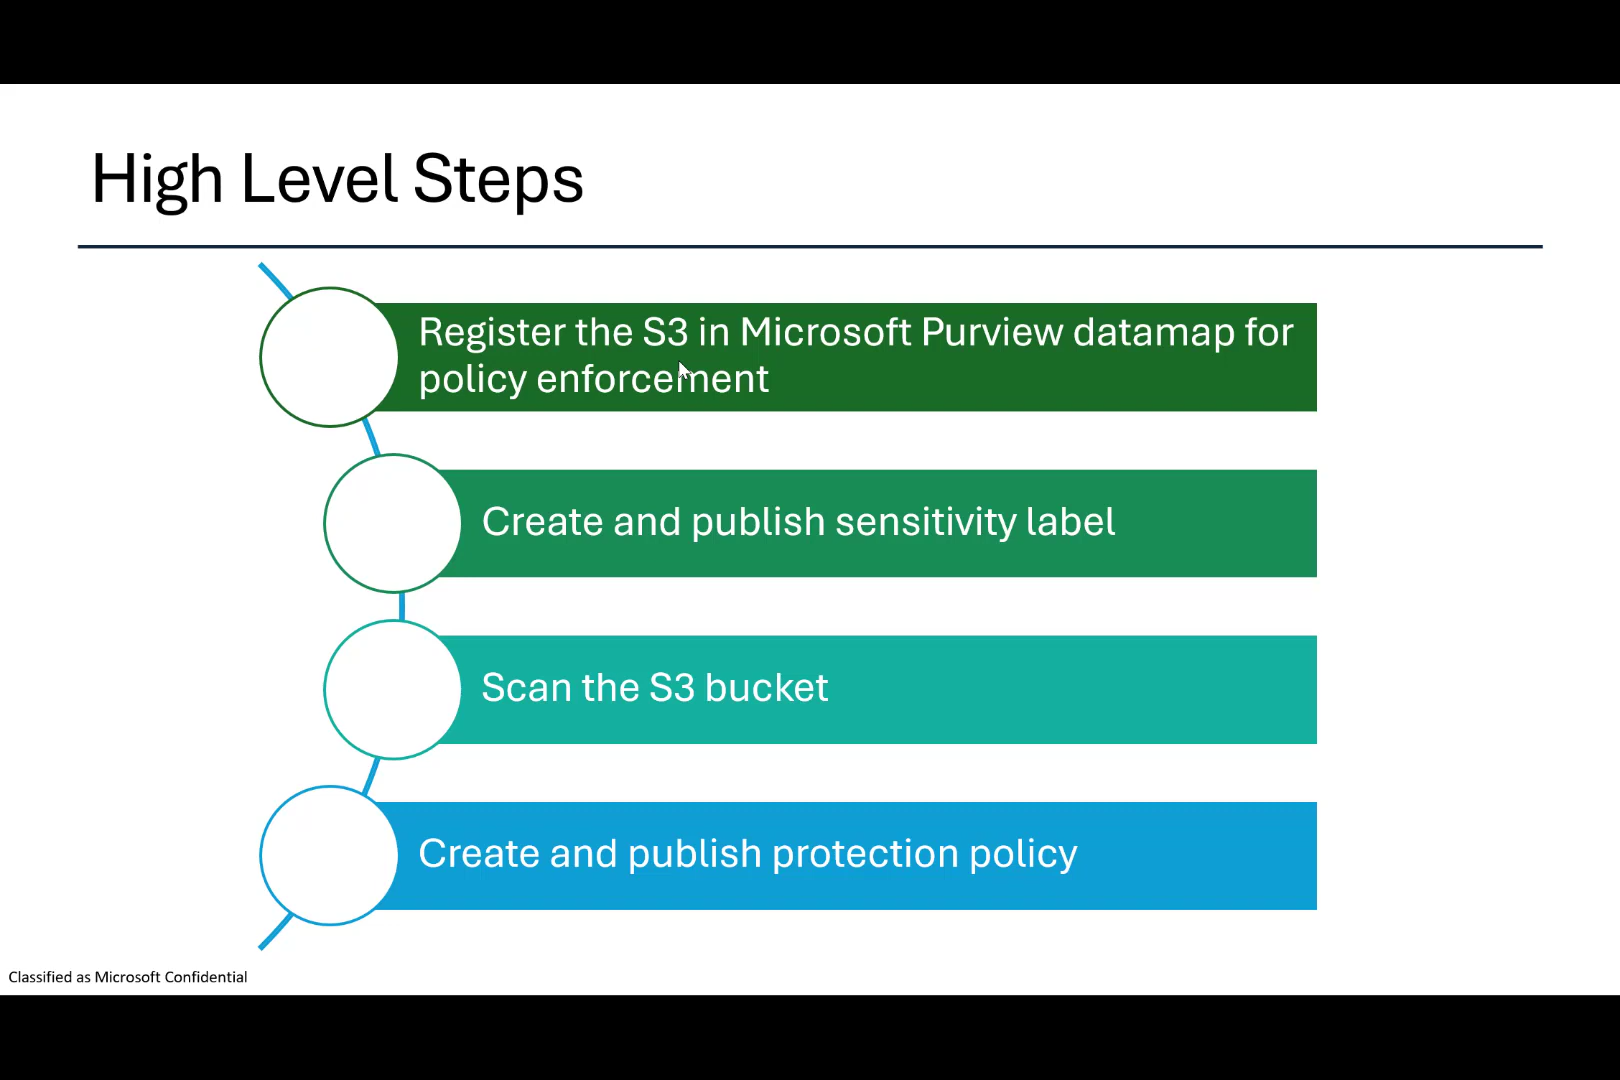 High Level Steps
Register the S3 in Microsoft Purview datamap for
policy enforcement
Create and publish sensitivity label
Scan the S3 bucket
Create and publish protection policy
Classified as Microsoft Confidential